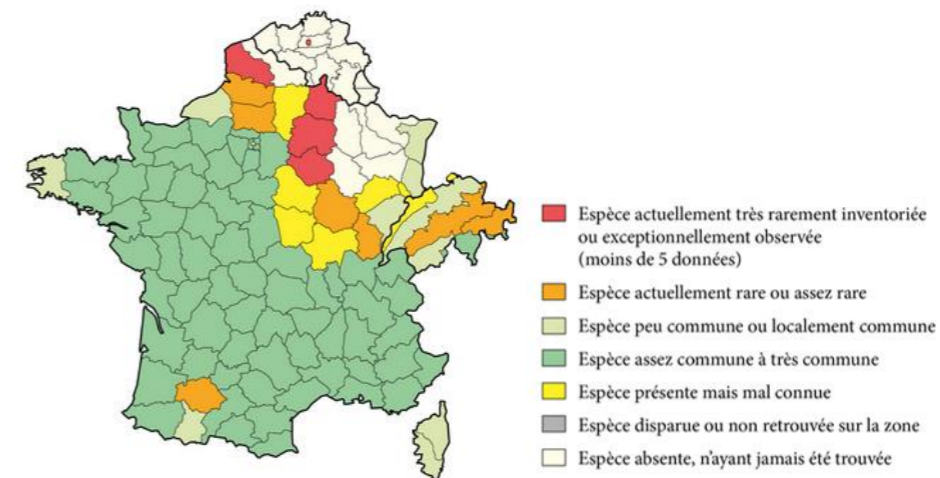 Espèce actuellement très rarement inventoriée
ou exceptionnellement observée
(moins de 5 données)
Espèce actuellement rare ou assez rare
Espèce peu commune ou localement commune
Espèce assez commune à très commune
Espèce présente mais mal connue
Espèce disparue ou non retrouvée sur la zone
Espèce absente, n'ayant jamais été trouvée